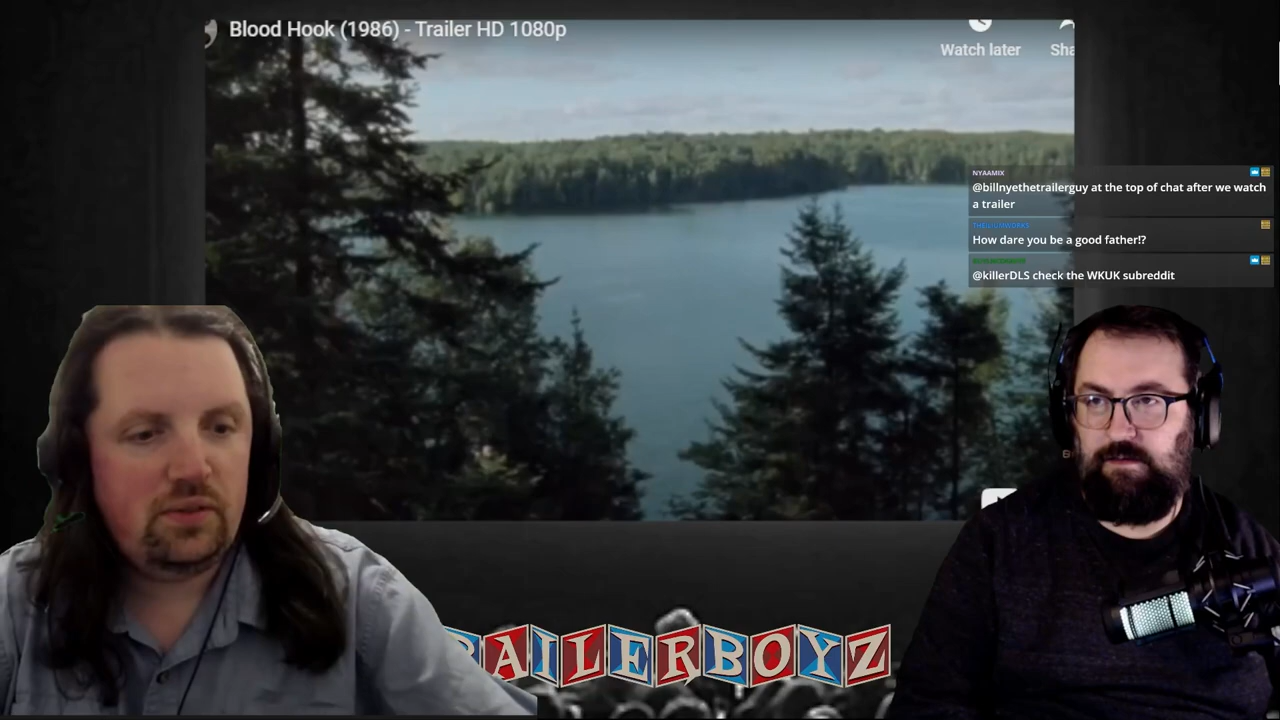 Blood Hook (1986) - Trailer HD 1080p
Watch later
Sha
NYAAMIX
@billnyethetrailerguy at the top of chat after we watch
a trailer
How dare you be a good father!?
@killerDLS check the WKUK subreddit
RAILERBOYZ